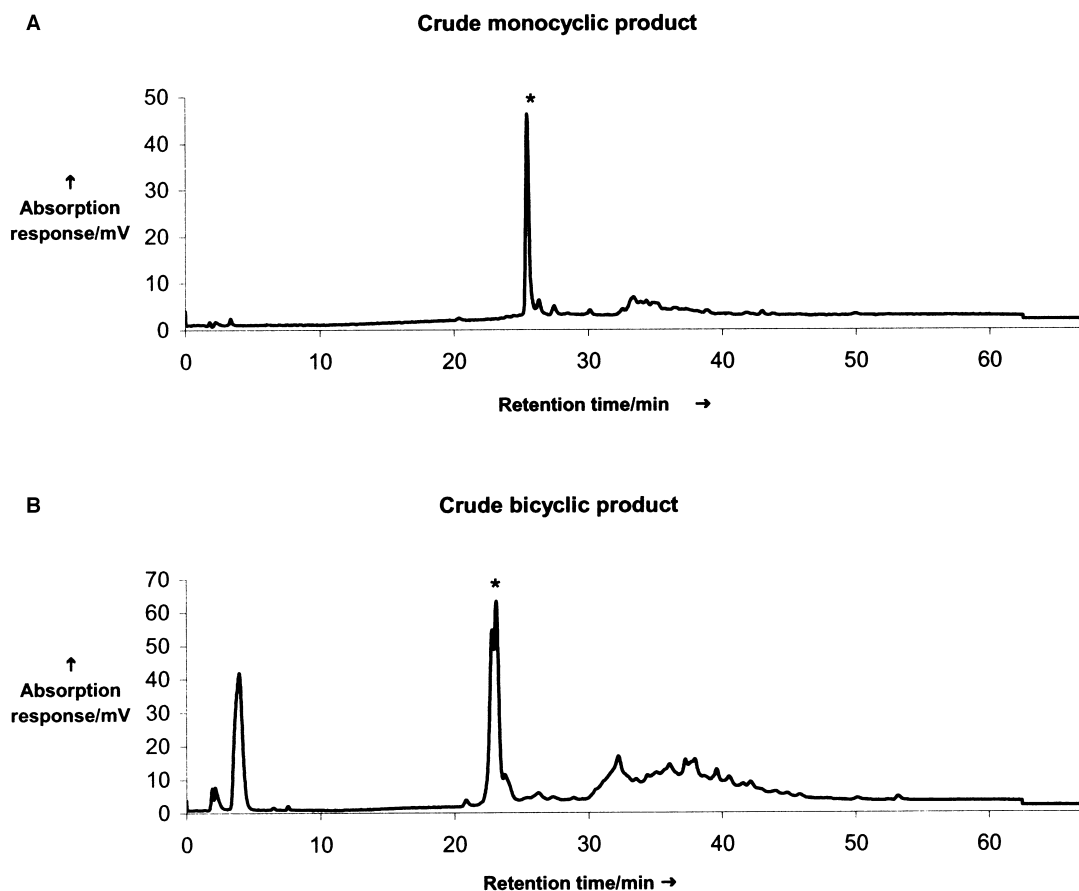 A
Crude monocyclic product
*
50
40
30
20
10
0
↑
Absorption
response/mV
0 10 20 30 40 50 60
Retention time/min →
B
Crude bicyclic product
*
70
60
50
40
30
20
10
0
↑
Absorption
response/mV
0 10 20 30 40 50 60
Retention time/min →